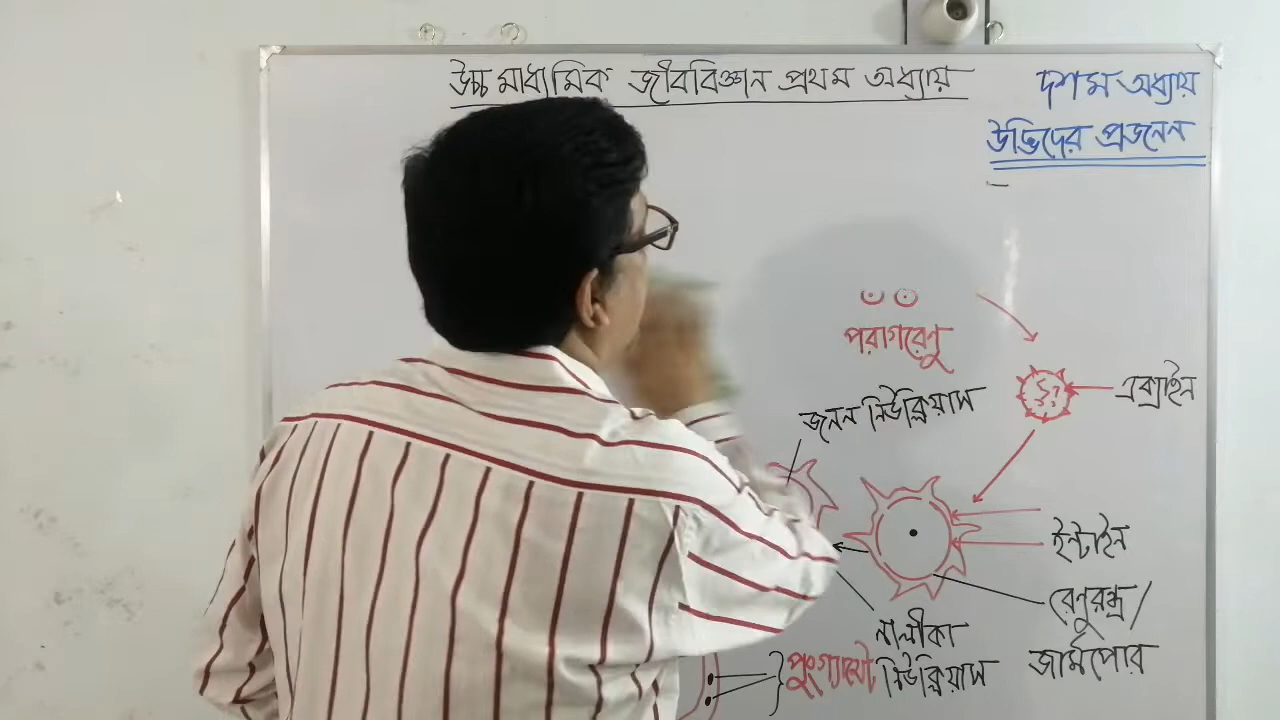 উচ্চ মাধ্যমিক জীববিজ্ঞান প্রথম অধ্যায়
দশম অধ্যায়
উদ্ভিদের প্রজনন
পরাগরেণু
এক্সাইন
জনন নিউক্লিয়াস
ইন্টাইন
রেণুরন্ধ্র/
জার্মপোর
নালীকা
নিউক্লিয়াস
পুংগ্যামেট